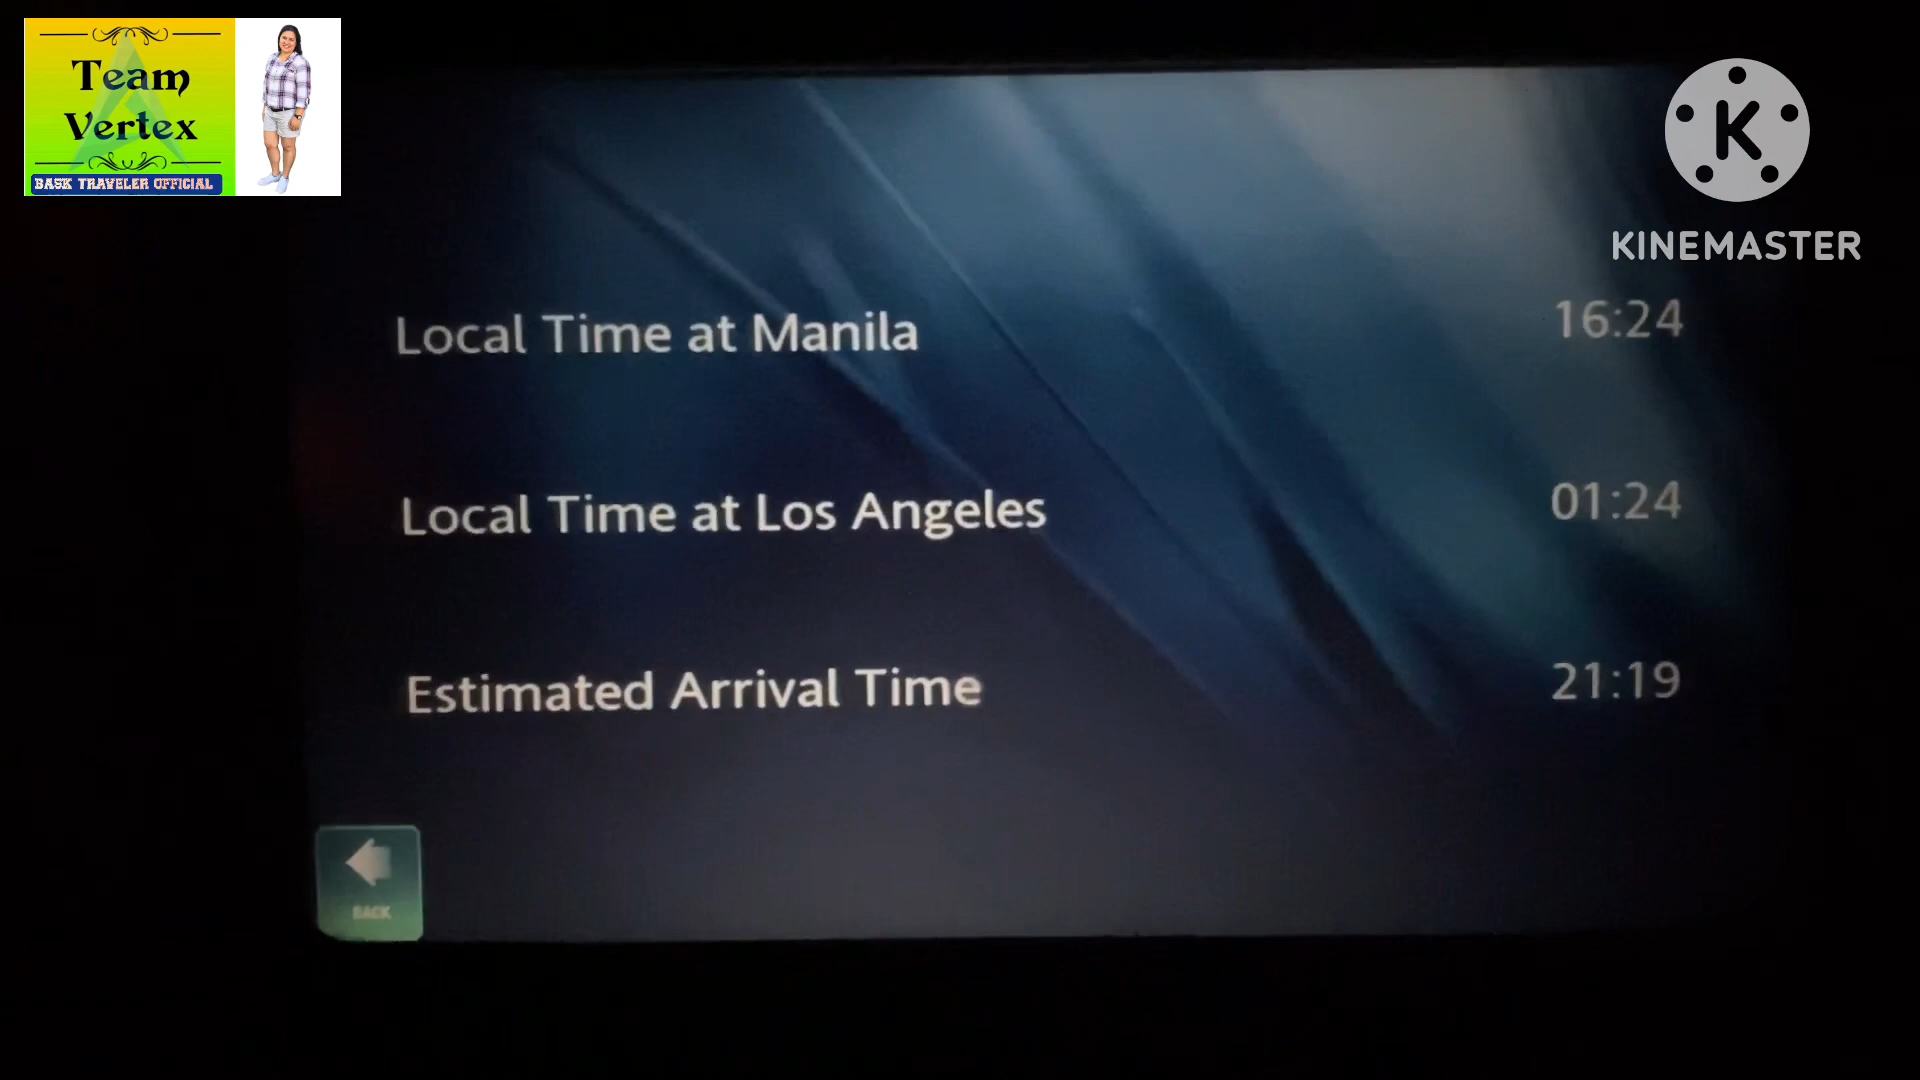 Team
Vertex
BASK TRAVELER OFFICIAL
K
KINEMASTER
Local Time at Manila 16:24
Local Time at Los Angeles 01:24
Estimated Arrival Time 21:19
BACK